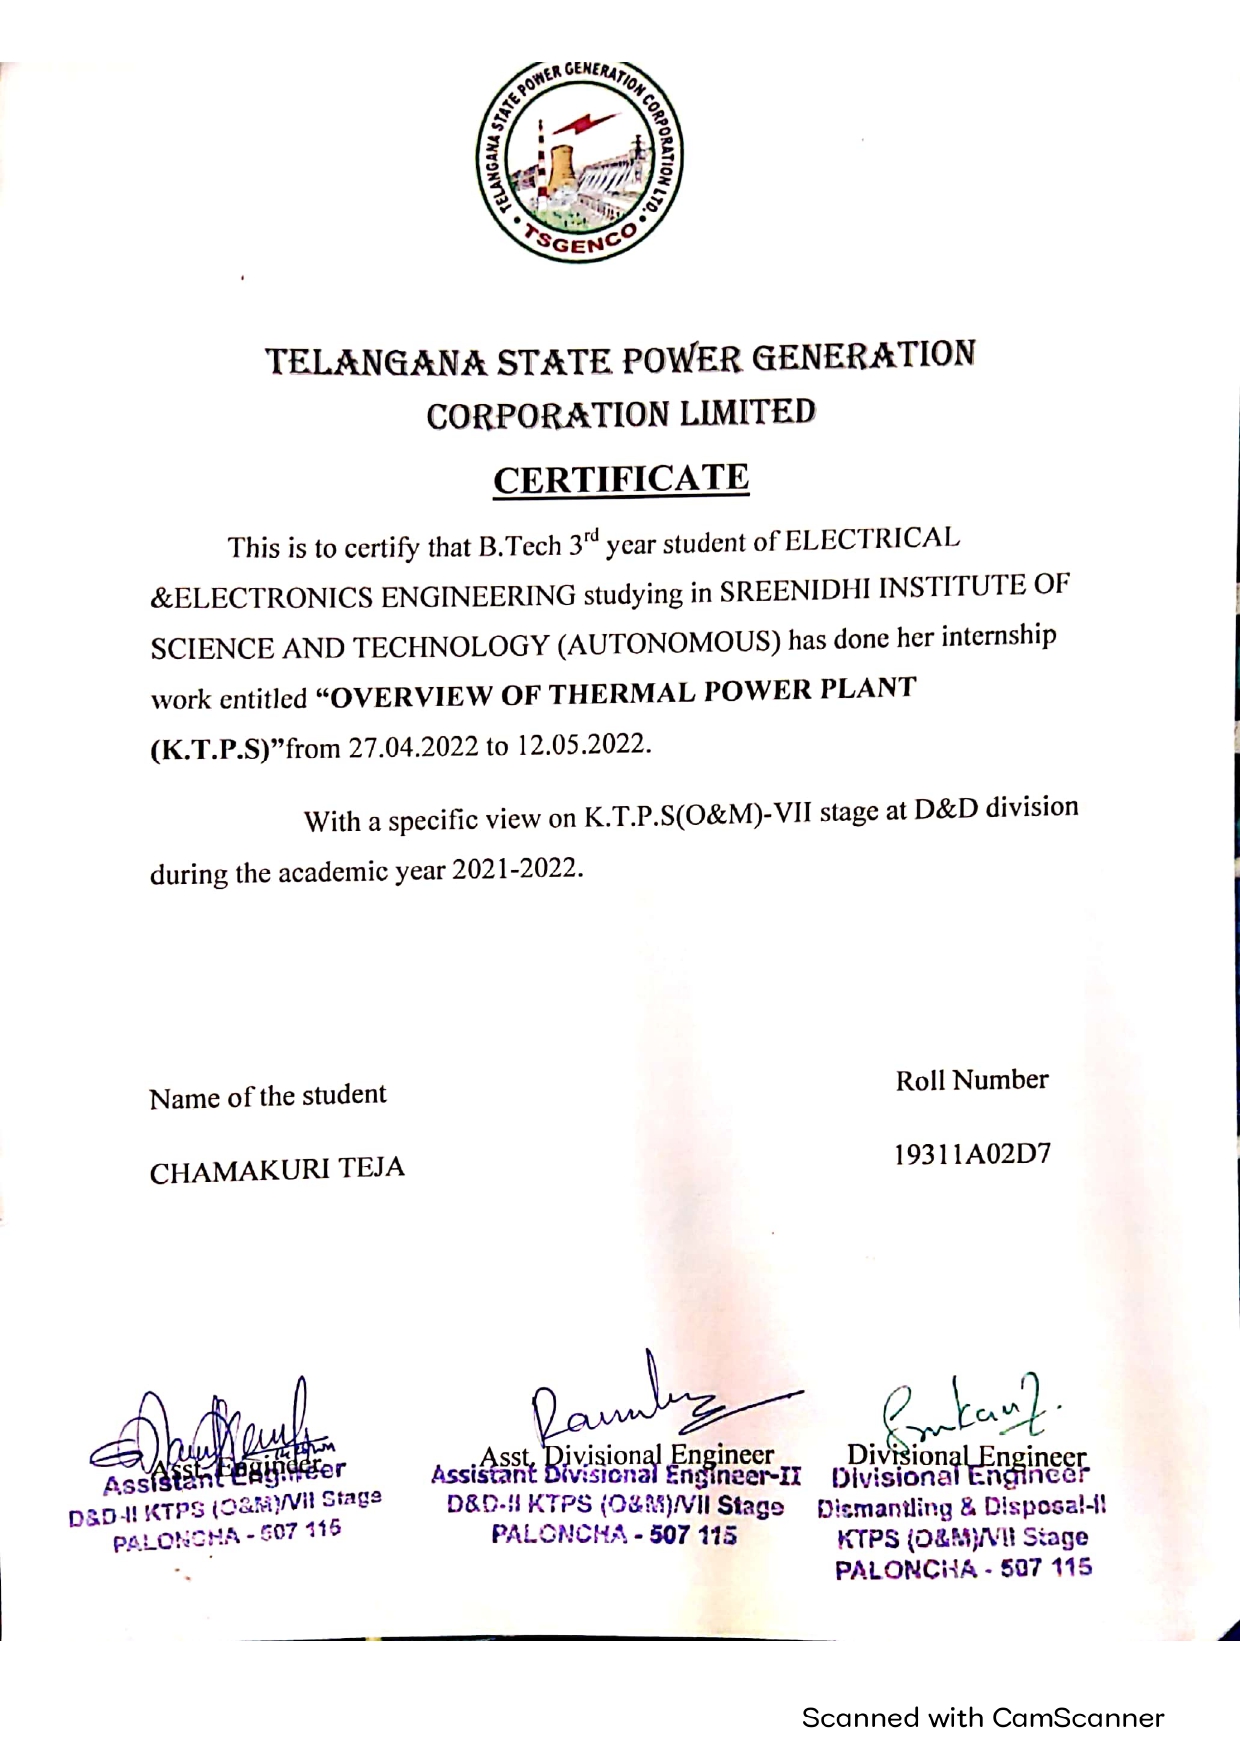 TELANGANA STATE POWER GENERATION CORPORATION LTD.
• TSGENCO •
TELANGANA STATE POWER GENERATION
CORPORATION LIMITED
CERTIFICATE
This is to certify that B.Tech 3rd year student of ELECTRICAL
&ELECTRONICS ENGINEERING studying in SREENIDHI INSTITUTE OF
SCIENCE AND TECHNOLOGY (AUTONOMOUS) has done her internship
work entitled “OVERVIEW OF THERMAL POWER PLANT
(K.T.P.S)”from 27.04.2022 to 12.05.2022.
With a specific view on K.T.P.S(O&M)-VII stage at D&D division
during the academic year 2021-2022.
Name of the student
Roll Number
CHAMAKURI TEJA
19311A02D7
Asst. Engineer
Assistant Engineer
D&D-II KTPS (O&M)/VII Stage
PALONCHA - 507 115
Asst. Divisional Engineer
Assistant Divisional Engineer-II
D&D-II KTPS (O&M)/VII Stage
PALONCHA - 507 115
Divisional Engineer
Divisional Engineer
Dismantling & Disposal-II
KTPS (O&M)/VII Stage
PALONCHA - 507 115
Scanned with CamScanner